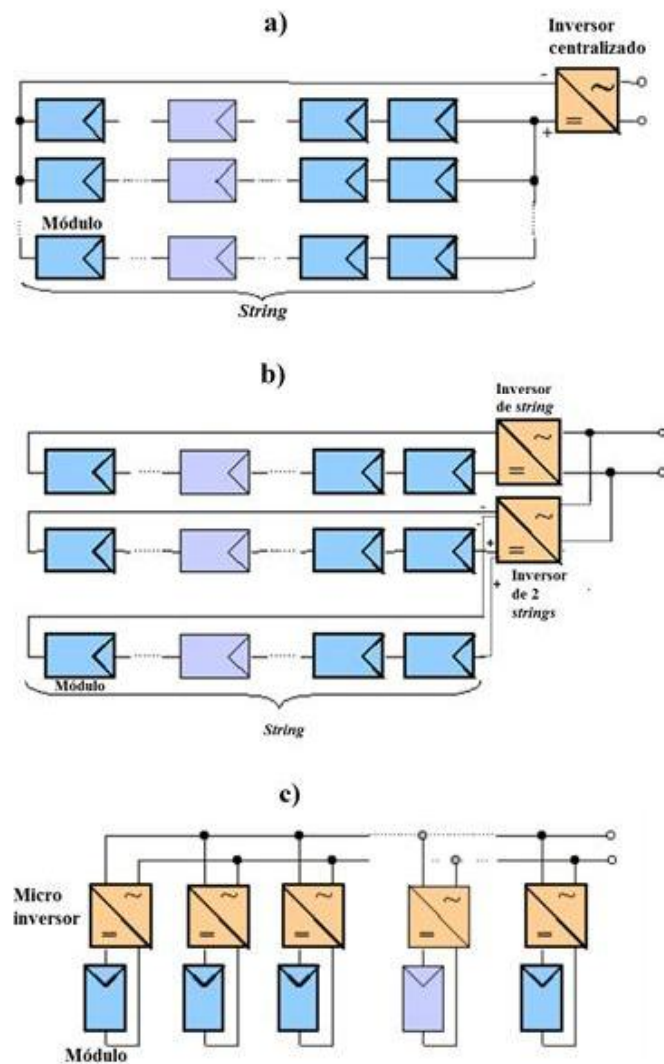 a)
Inversor
centralizado
-
+
Módulo
String
b)
Inversor
de string
-
-
+
+
Inversor
de 2
strings
Módulo
String
c)
Micro
inversor
Módulo